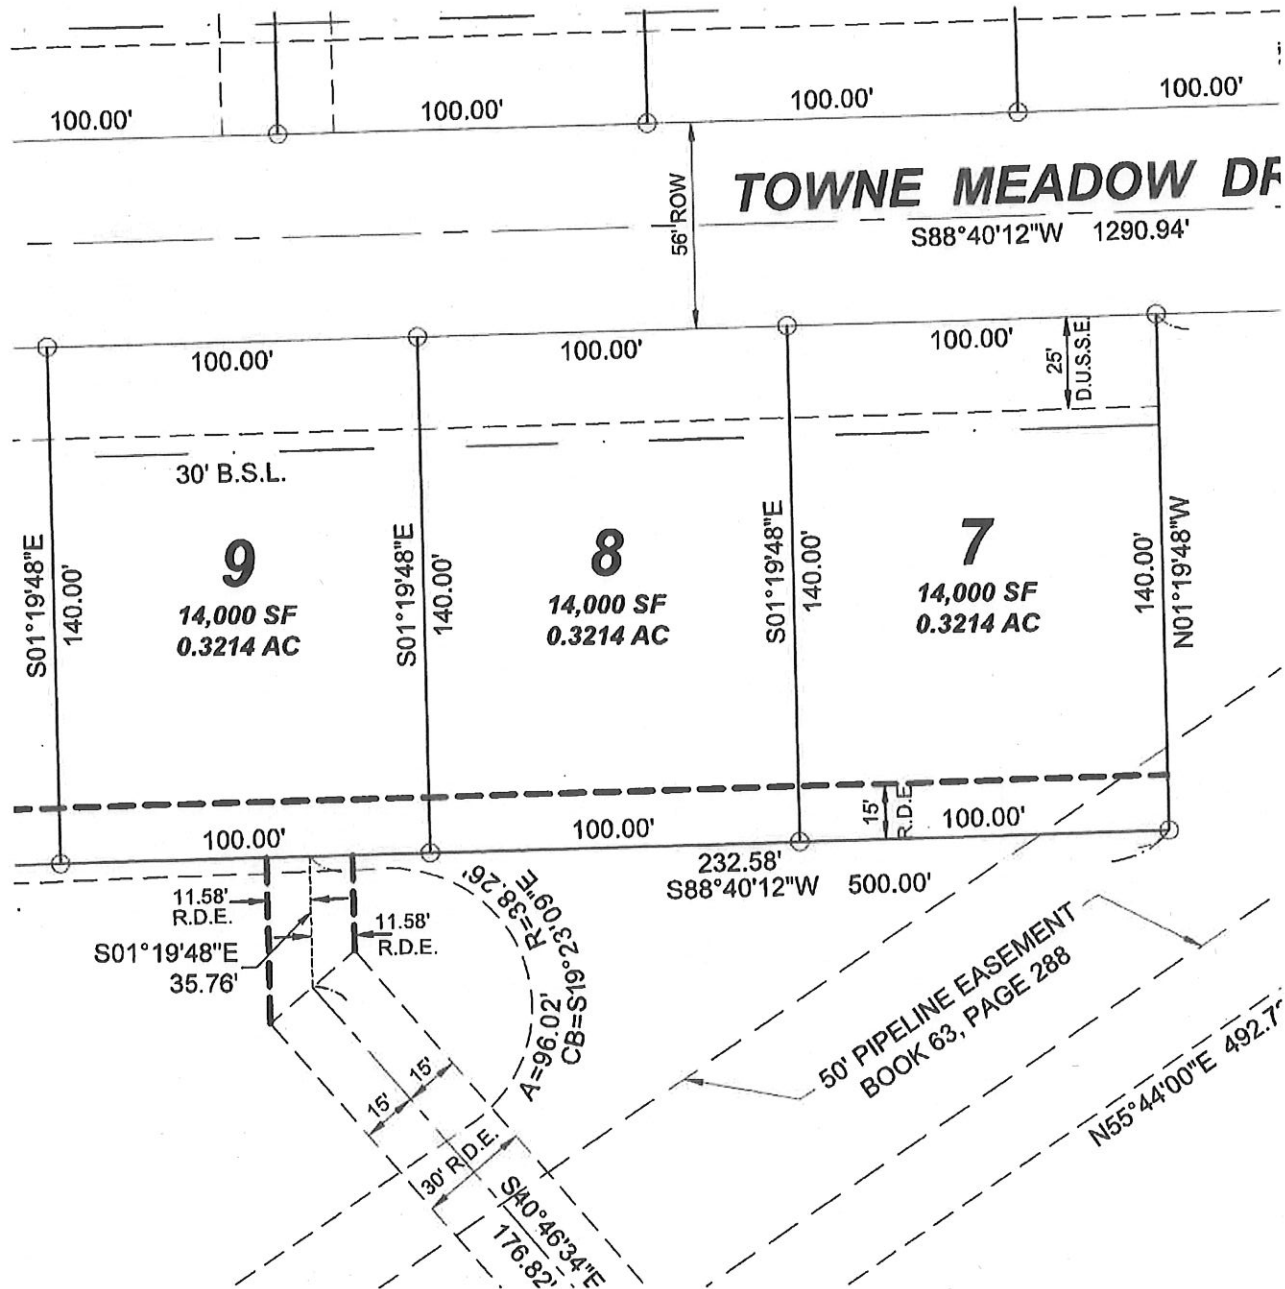 100.00'
100.00'
100.00'
100.00'
TOWNE MEADOW
56' ROW
S88°40'12"W 1290.94'
100.00'
100.00'
100.00'
25'
D.U.S.S.E.
30' B.S.L.
S01°19'48"E
140.00'
9
14,000 SF
0.3214 AC
S01°19'48"E
140.00'
8
14,000 SF
0.3214 AC
S01°19'48"E
140.00'
7
14,000 SF
0.3214 AC
140.00'
N01°19'48"W
100.00'
100.00'
15'
R.D.E.
100.00'
232.58'
S88°40'12"W 500.00'
11.58'
R.D.E.
11.58'
R.D.E.
S01°19'48"E
35.76'
R=38.26'
A=96.02'
CB=S19°23'09"E
15'
15'
30' R.D.E.
S40°46'34"E
176.82'
50' PIPELINE EASEMENT
BOOK 63, PAGE 288
N55°44'00"E